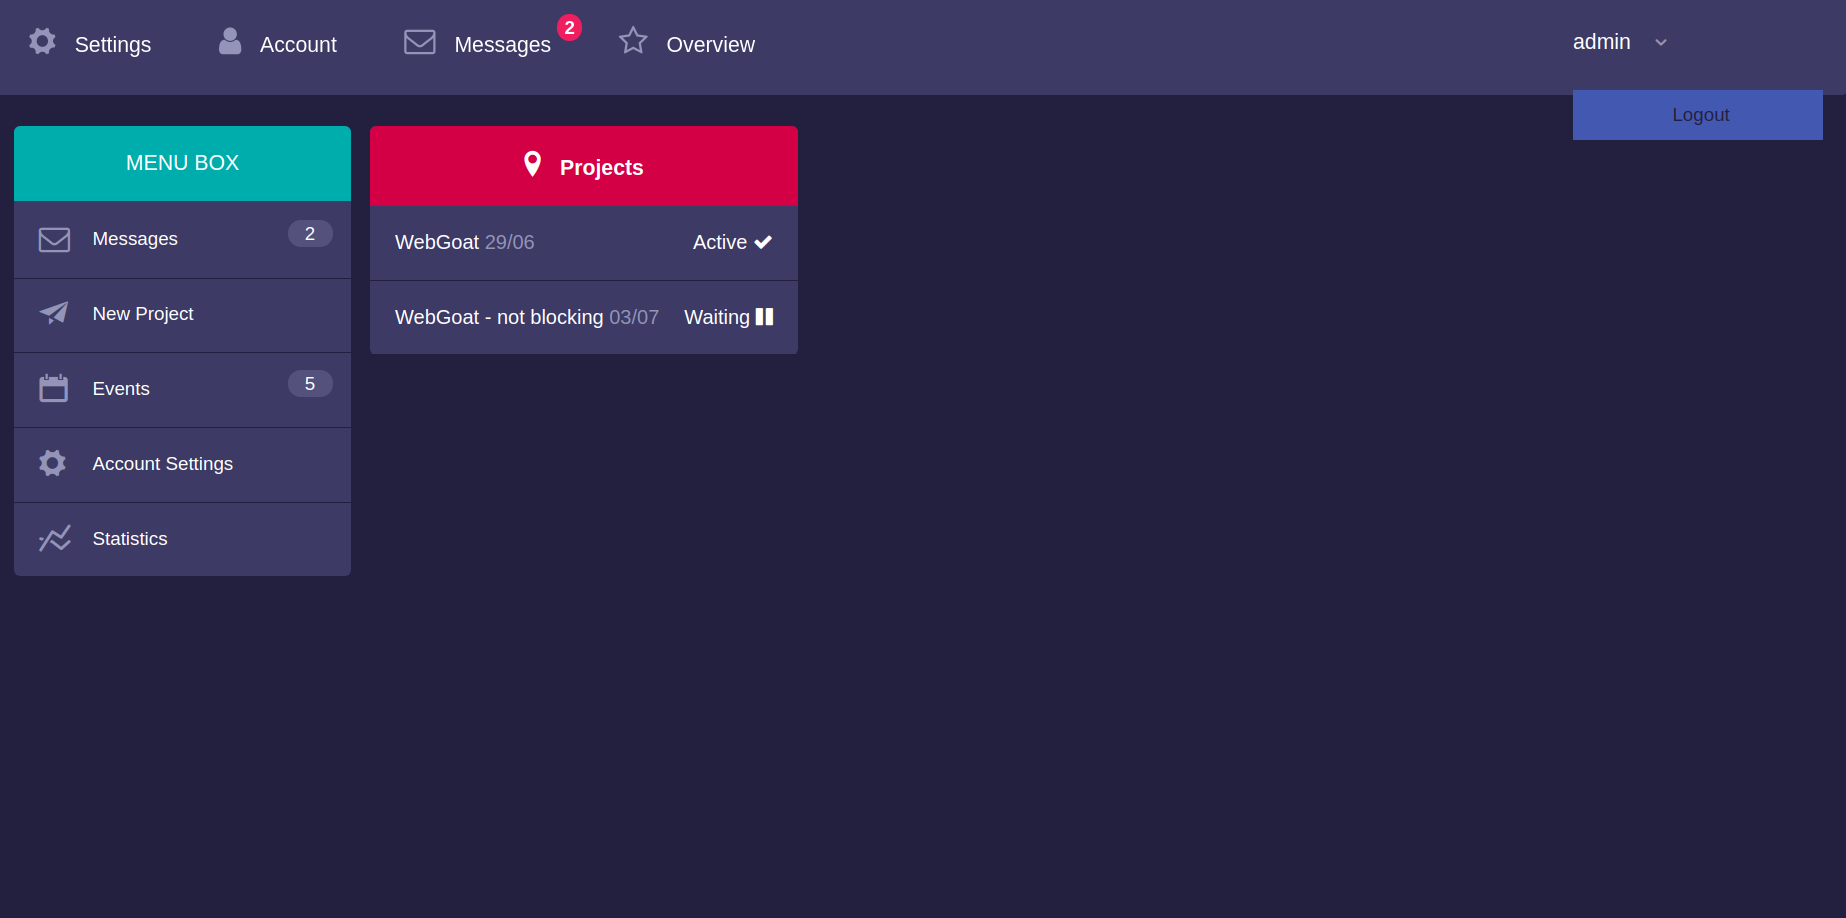 Settings
Account
Messages
2
Overview
admin
Logout
MENU BOX
Messages 2
New Project
Events 5
Account Settings
Statistics
Projects
WebGoat 29/06 Active
WebGoat - not blocking 03/07 Waiting